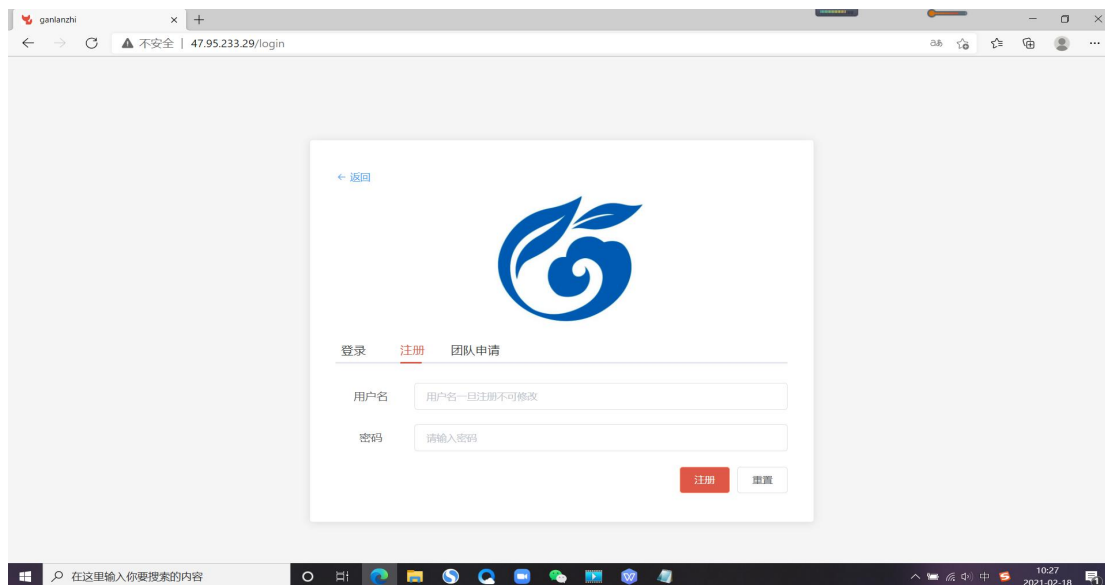 ganlanzhi
不安全 | 47.95.233.29/login
← 返回
登录 注册 团队申请
用户名 用户名一旦注册不可修改
密码 请输入密码
注册 重置
在这里输入你要搜索的内容
中 10:27
2021-02-18